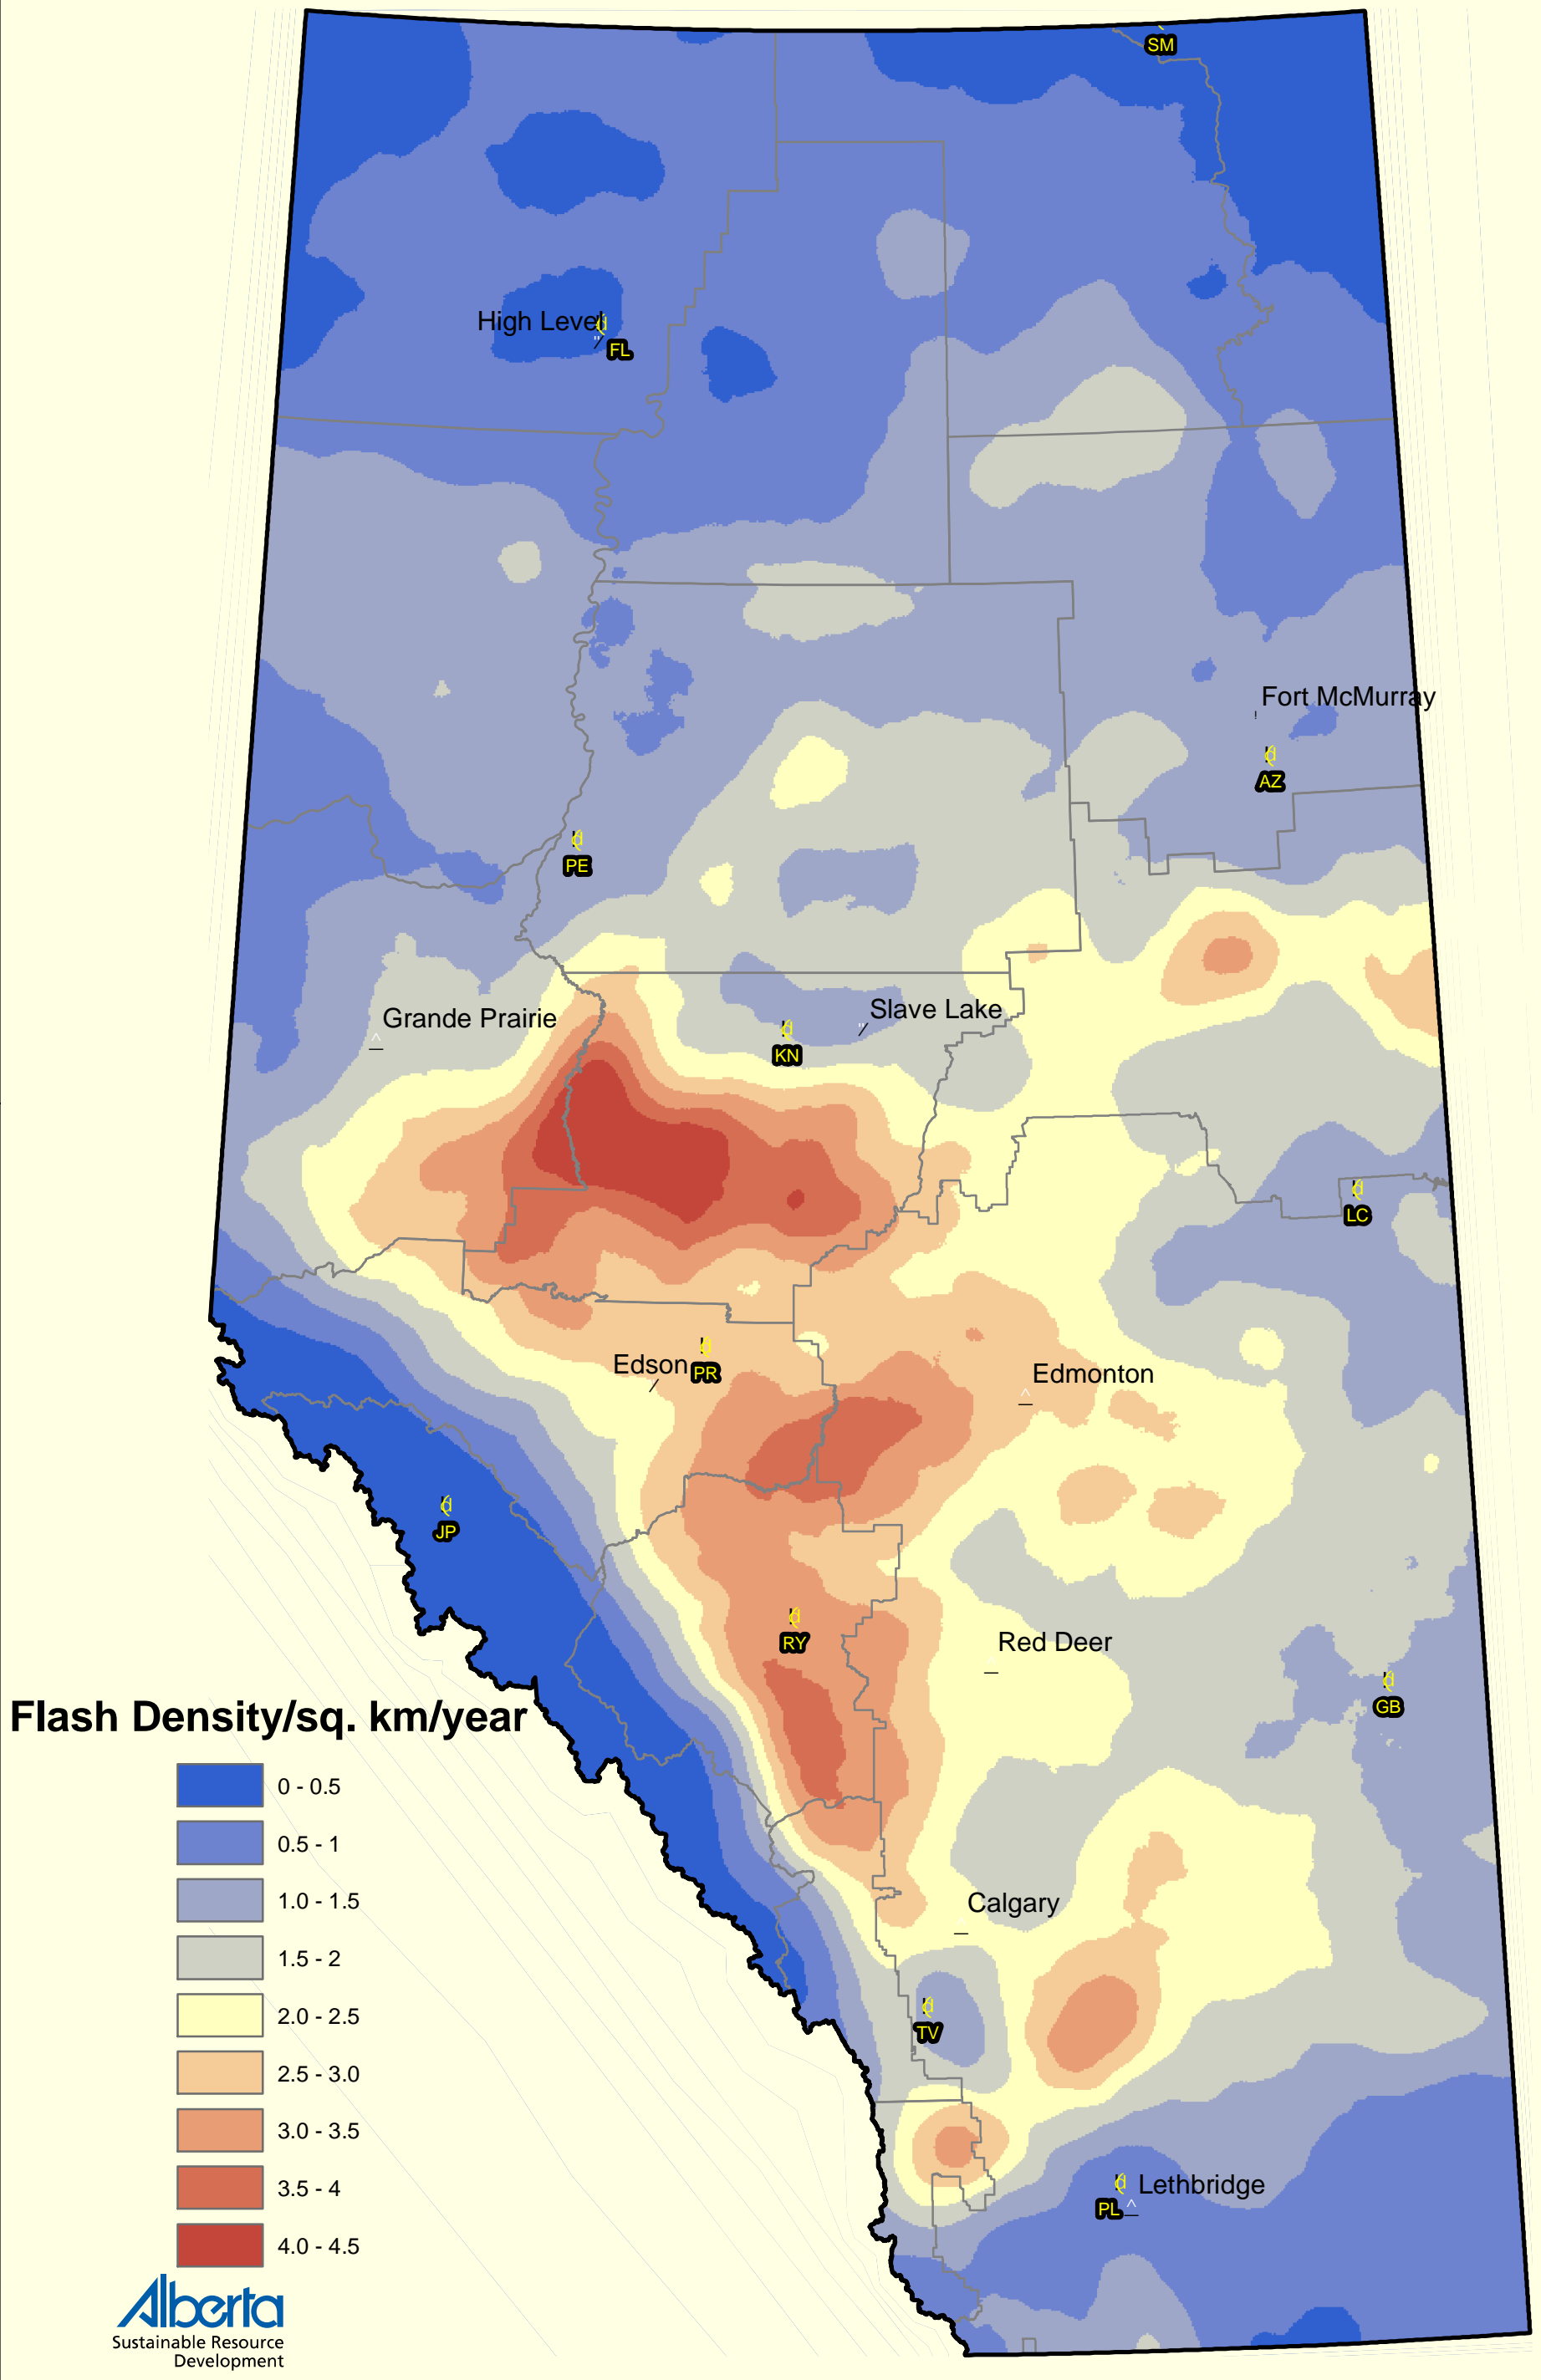 SM
High Level
FL
Fort McMurray
AZ
PE
Grande Prairie
Slave Lake
KN
LC
Edson
PR
Edmonton
JP
RY
Red Deer
GB
Flash Density/sq. km/year
0 - 0.5
0.5 - 1
1.0 - 1.5
1.5 - 2
2.0 - 2.5
2.5 - 3.0
3.0 - 3.5
3.5 - 4
4.0 - 4.5
Calgary
TV
Lethbridge
PL
Alberta
Sustainable Resource
Development